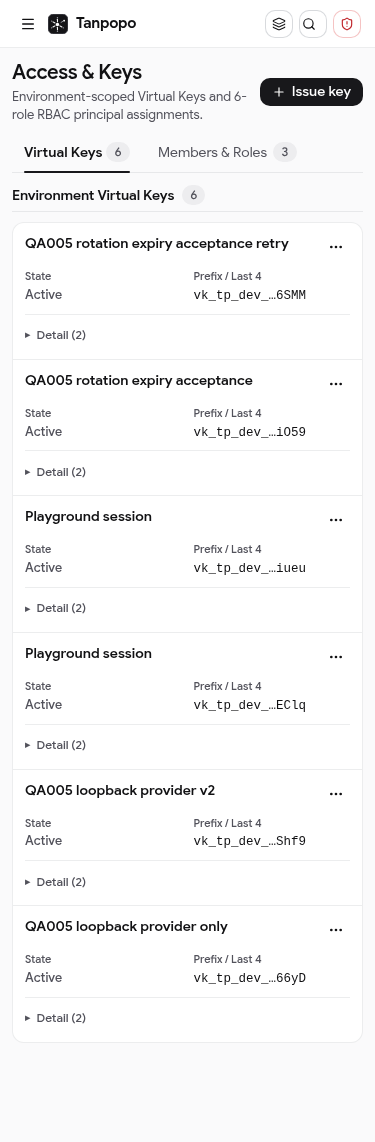 Tanpopo
Access & Keys
Environment-scoped Virtual Keys and 6-
role RBAC principal assignments.
Issue key
Virtual Keys 6
Members & Roles 3
Environment Virtual Keys 6
QA005 rotation expiry acceptance retry
State
Prefix / Last 4
Active
vk_tp_dev_…6SMM
Detail (2)
QA005 rotation expiry acceptance
State
Prefix / Last 4
Active
vk_tp_dev_…iO59
Detail (2)
Playground session
State
Prefix / Last 4
Active
vk_tp_dev_…iueu
Detail (2)
Playground session
State
Prefix / Last 4
Active
vk_tp_dev_…EClq
Detail (2)
QA005 loopback provider v2
State
Prefix / Last 4
Active
vk_tp_dev_…Shf9
Detail (2)
QA005 loopback provider only
State
Prefix / Last 4
Active
vk_tp_dev_…66yD
Detail (2)